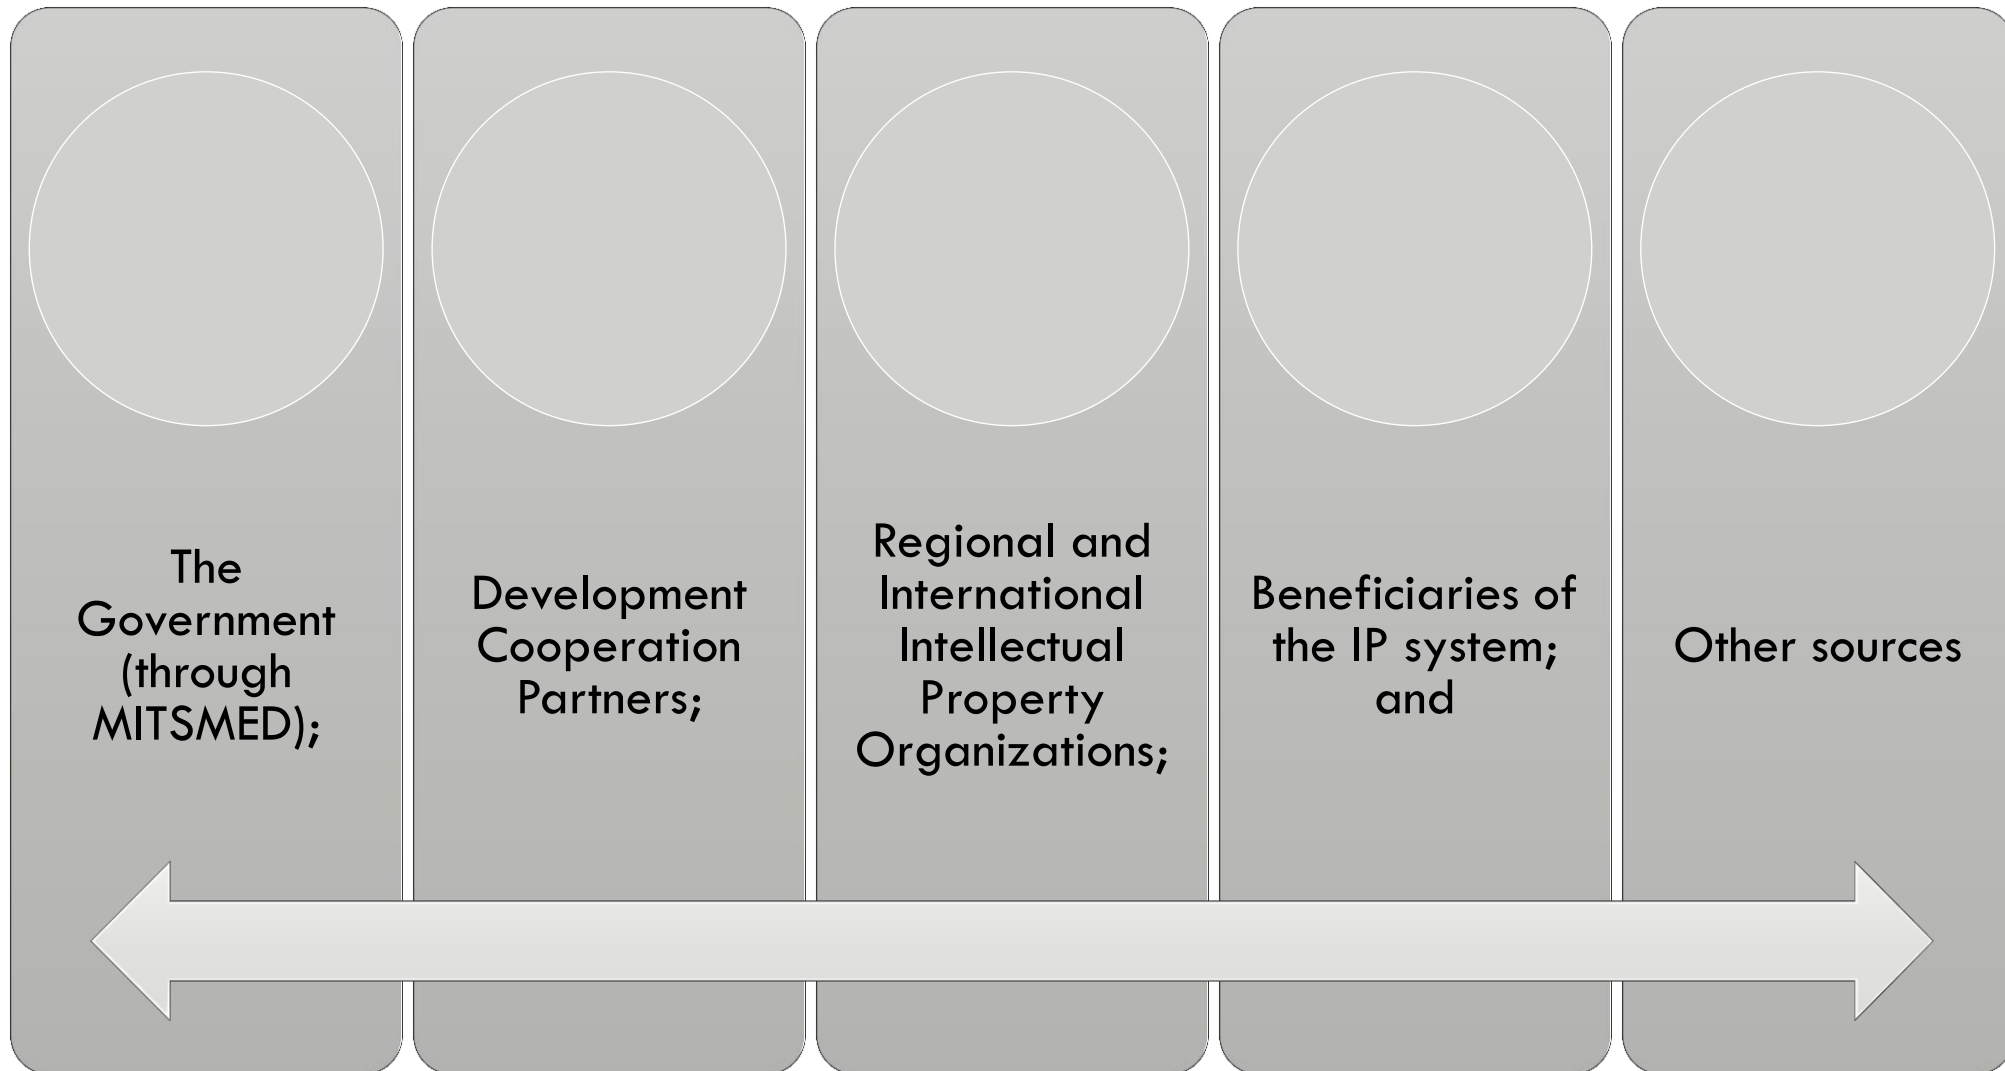 The
Government
(through
MITSMED);
Development
Cooperation
Partners;
Regional and
International
Intellectual
Property
Organizations;
Beneficiaries of
the IP system;
and
Other sources